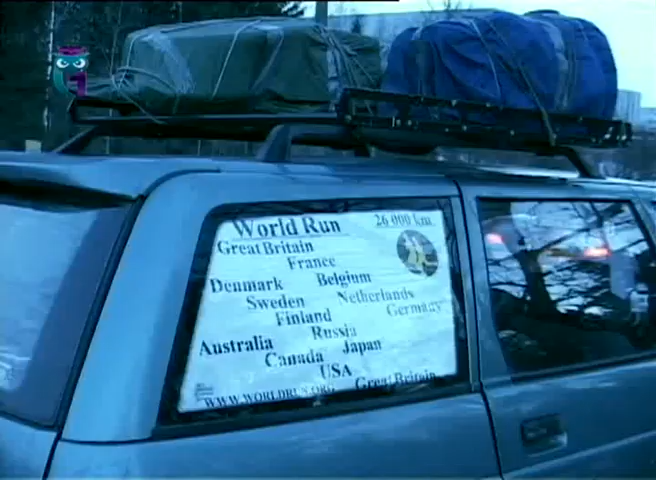 World Run 26 000 km
Great Britain
France
Denmark Belgium
Sweden Netherlands
Finland Germany
Australia Russia
Canada Japan
USA
WWW.WORLDRUN.ORG Great Britain